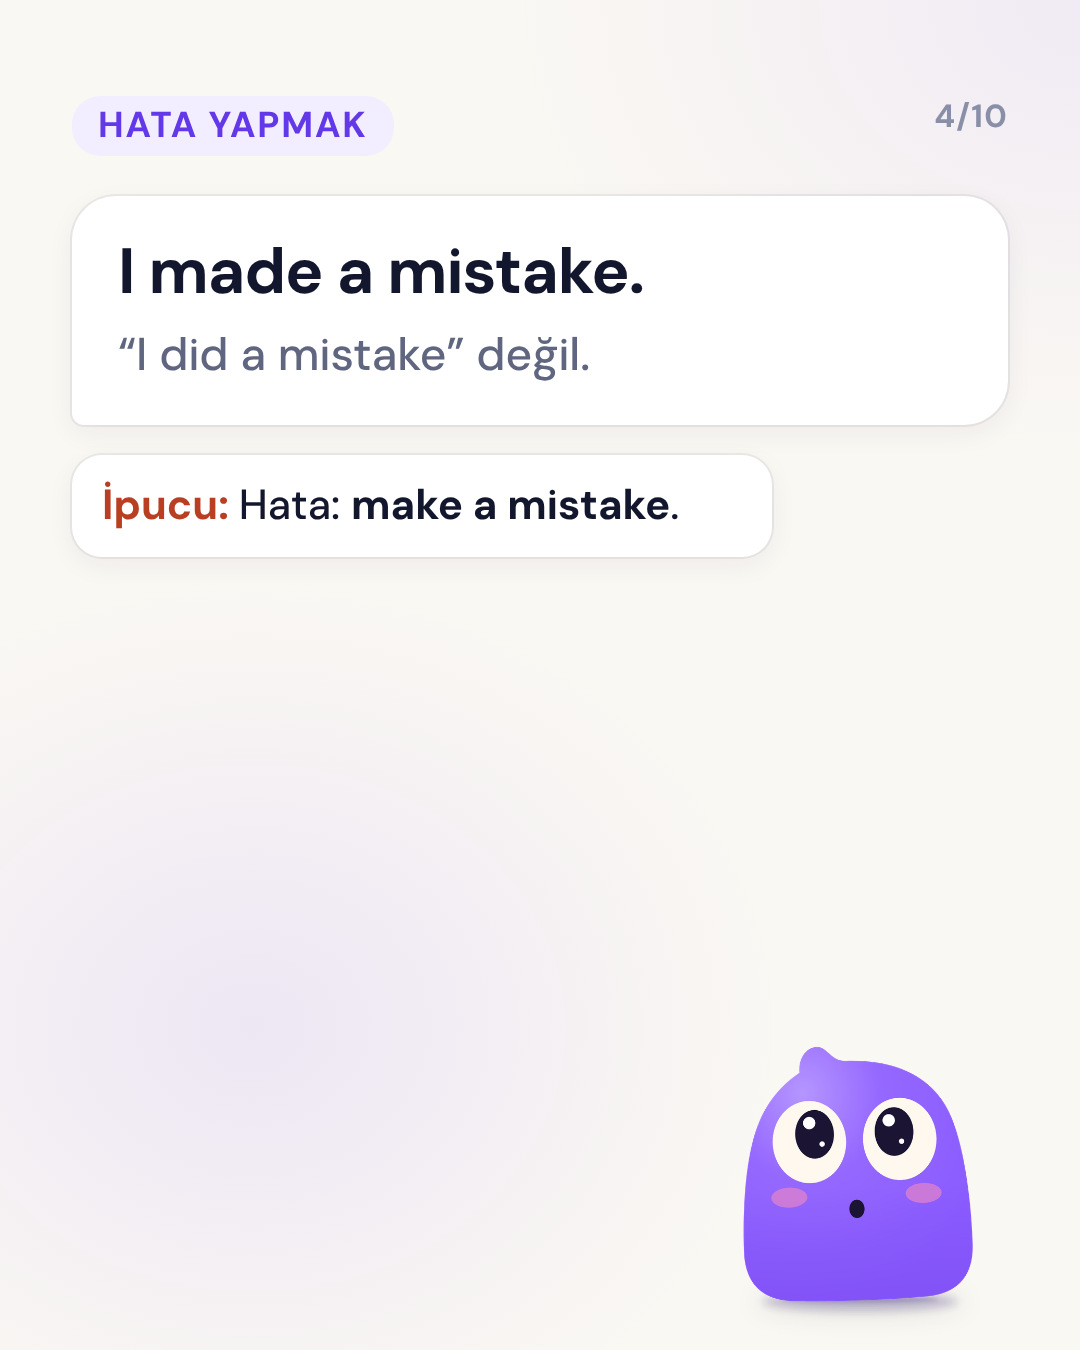 HATA YAPMAK
4/10
I made a mistake.
“I did a mistake” değil.
İpucu: Hata: make a mistake.